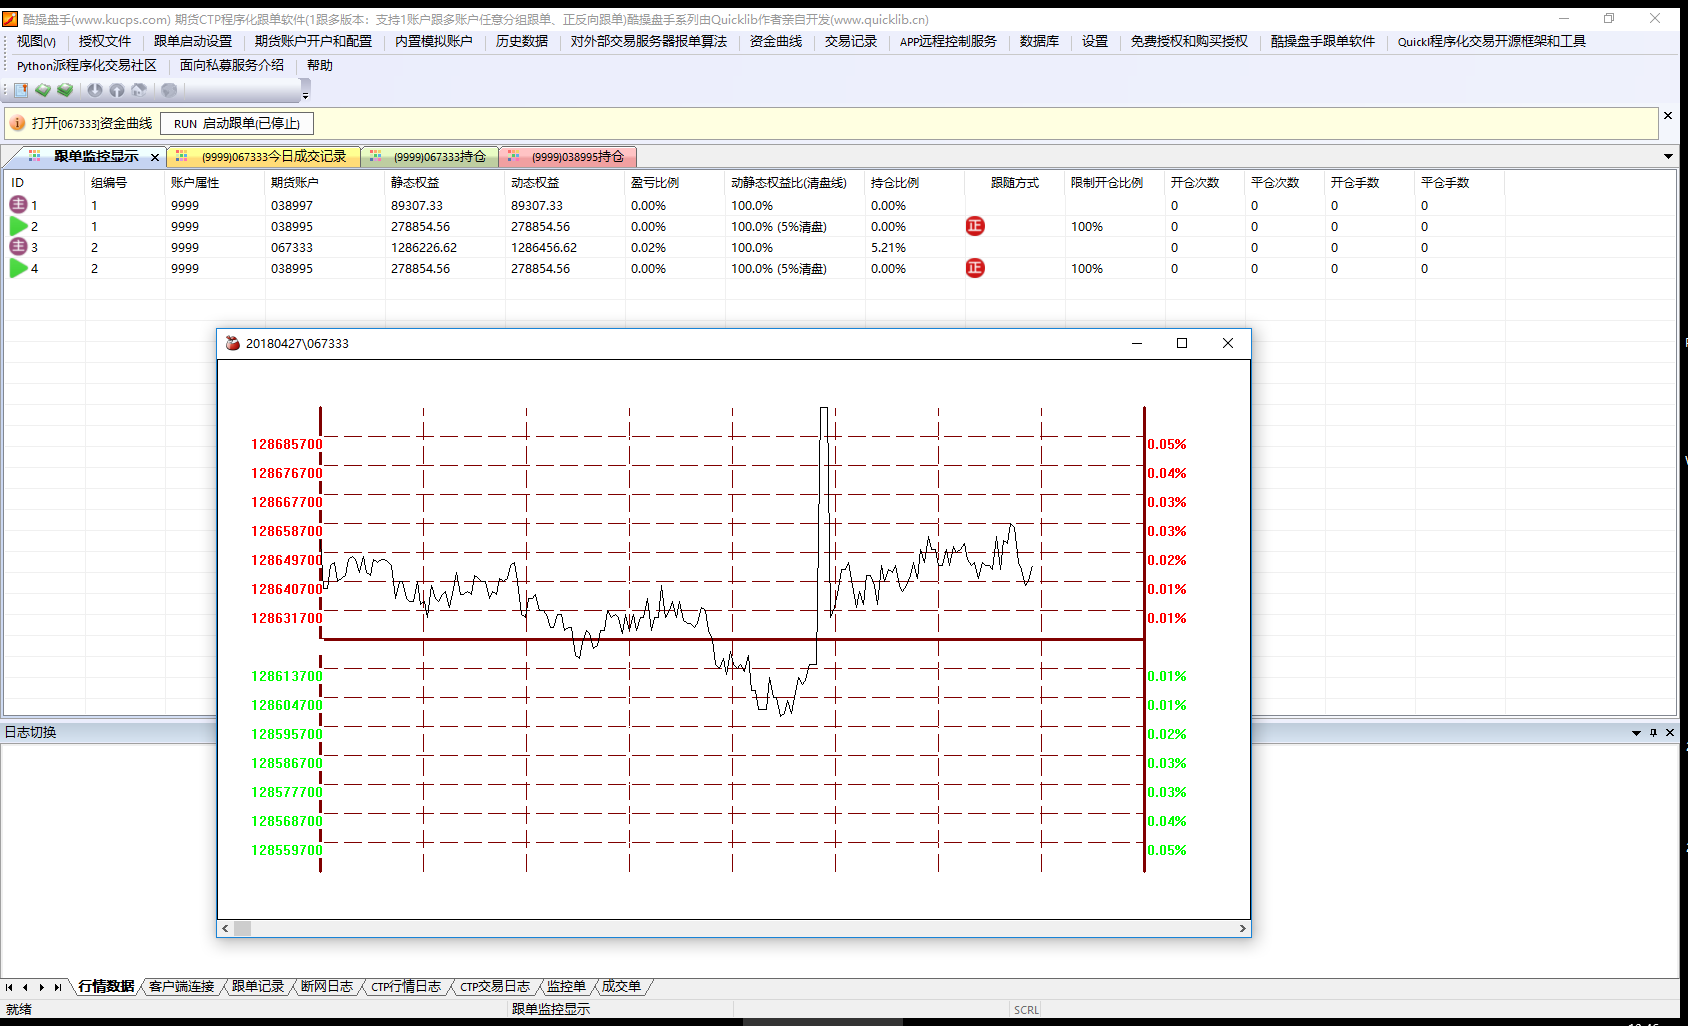 酷操盘手(www.kucps.com) 期货CTP程序化跟单软件(1跟多版本：支持1账户跟多账户任意分组跟单、正反向跟单)酷操盘手系列由Quicklib作者亲自开发(www.quicklib.cn)
视图(V) 授权文件 跟单启动设置 期货账户开户和配置 内置模拟账户 历史数据 对外部交易服务器报单算法 资金曲线 交易记录 APP远程控制服务 数据库 设置 免费授权和购买授权 酷操盘手跟单软件 Quickl程序化交易开源框架和工具
Python派程序化交易社区 面向私募服务介绍 帮助
打开[067333]资金曲线 RUN 启动跟单(已停止)
跟单监控显示 (9999)067333今日成交记录 (9999)067333持仓 (9999)038995持仓
ID 组编号 账户属性 期货账户 静态权益 动态权益 盈亏比例 动静态权益比(清盘线) 持仓比例 跟随方式 限制开仓比例 开仓次数 平仓次数 开仓手数 平仓手数
主 1 1 9999 038997 89307.33 89307.33 0.00% 100.0% 0.00% 0 0 0 0
2 1 9999 038995 278854.56 278854.56 0.00% 100.0% (5%清盘) 0.00% 正 100% 0 0 0 0
主 3 2 9999 067333 1286226.62 1286456.62 0.02% 100.0% 5.21% 0 0 0 0
4 2 9999 038995 278854.56 278854.56 0.00% 100.0% (5%清盘) 0.00% 正 100% 0 0 0 0
20180427\067333
128685700 0.05%
128676700 0.04%
128667700 0.03%
128658700 0.03%
128649700 0.02%
128640700 0.01%
128631700 0.01%
128613700 0.01%
128604700 0.01%
128595700 0.02%
128586700 0.03%
128577700 0.03%
128568700 0.04%
128559700 0.05%
日志切换
行情数据 客户端连接 跟单记录 断网日志 CTP行情日志 CTP交易日志 监控单 成交单
就绪 跟单监控显示 SCRL